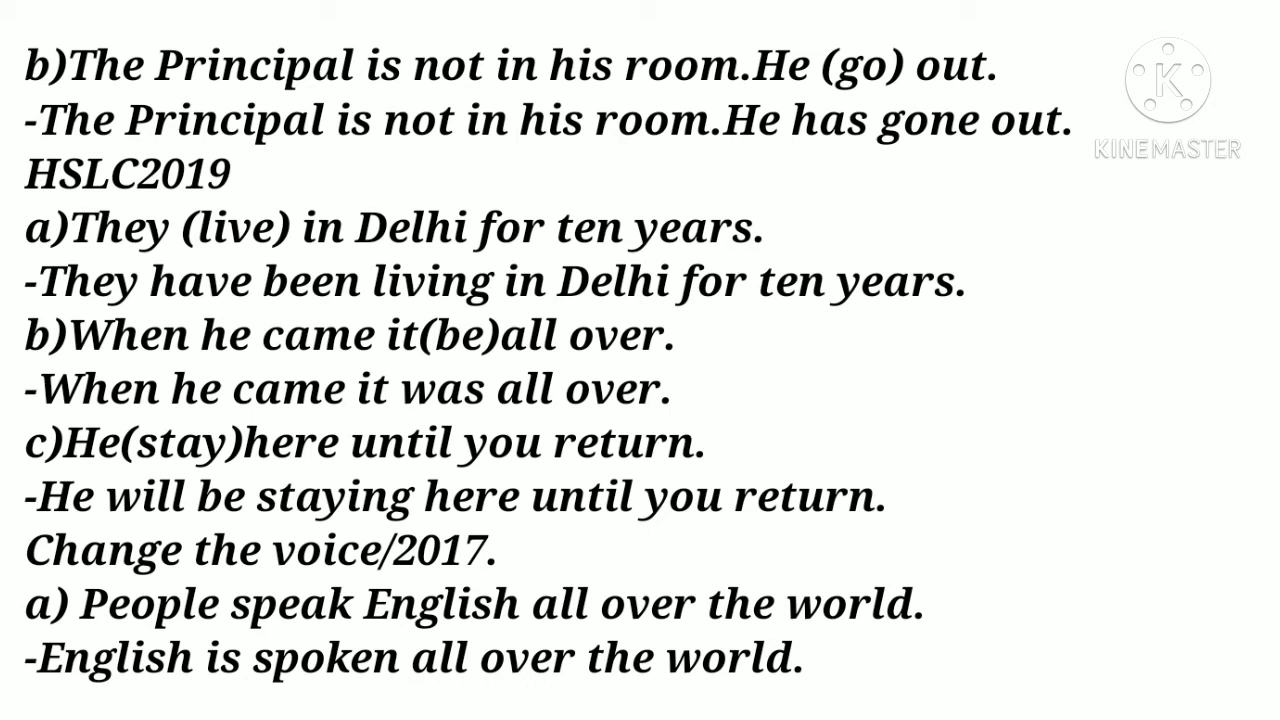 b)The Principal is not in his room.He (go) out.
-The Principal is not in his room.He has gone out.
HSLC2019
a)They (live) in Delhi for ten years.
-They have been living in Delhi for ten years.
b)When he came it(be)all over.
-When he came it was all over.
c)He(stay)here until you return.
-He will be staying here until you return.
Change the voice/2017.
a) People speak English all over the world.
-English is spoken all over the world.
K
KINEMASTER